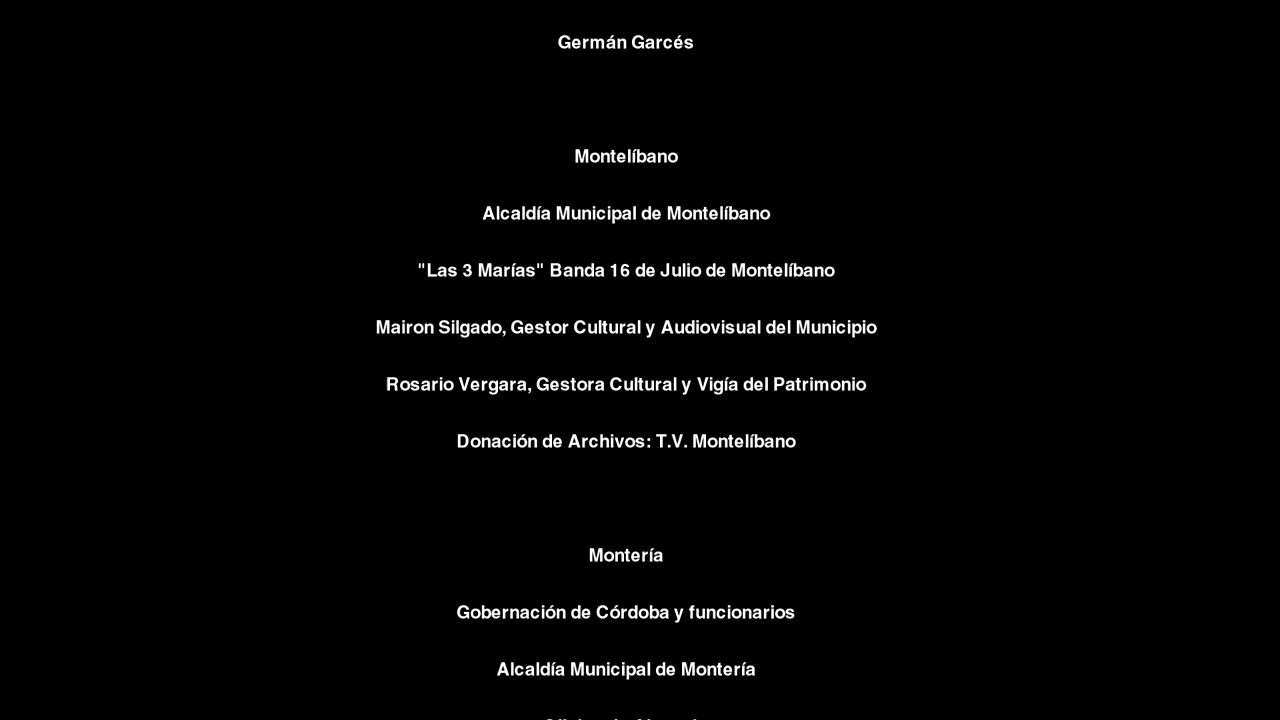 Germán Garcés
Montelíbano
Alcaldía Municipal de Montelíbano
"Las 3 Marías" Banda 16 de Julio de Montelíbano
Mairon Silgado, Gestor Cultural y Audiovisual del Municipio
Rosario Vergara, Gestora Cultural y Vigía del Patrimonio
Donación de Archivos: T.V. Montelíbano
Montería
Gobernación de Córdoba y funcionarios
Alcaldía Municipal de Montería